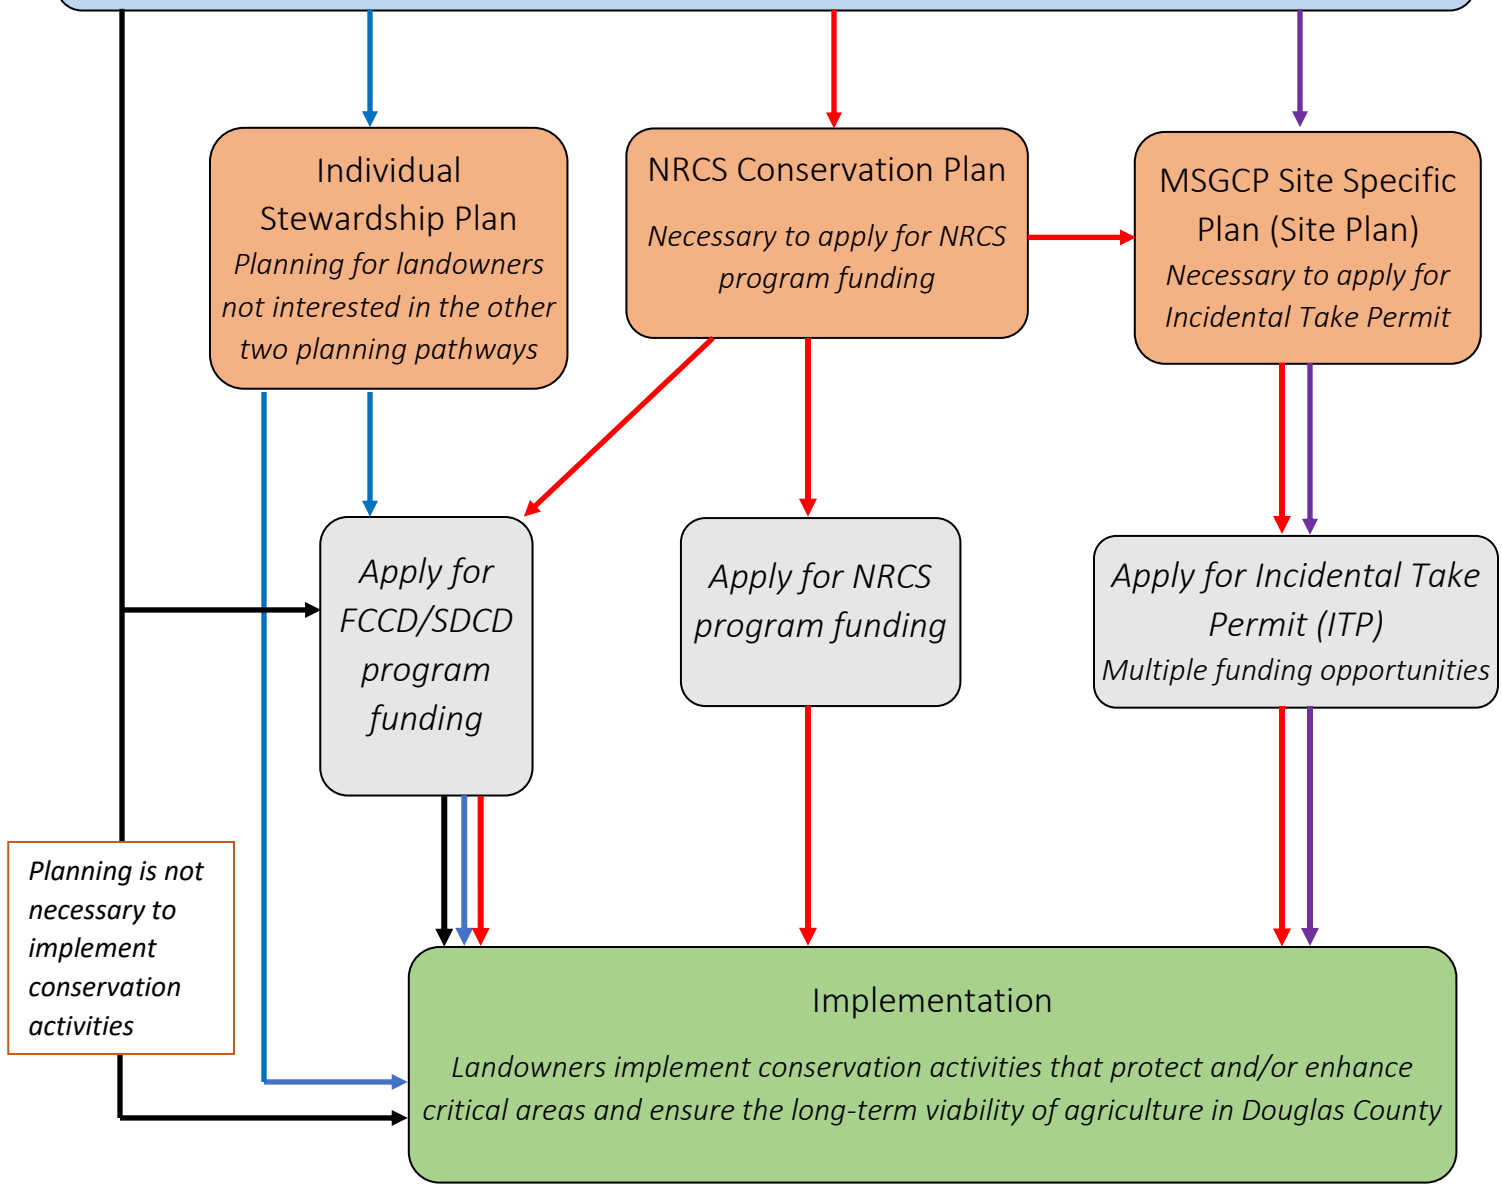 Individual
Stewardship Plan
Planning for landowners
not interested in the other
two planning pathways
NRCS Conservation Plan
Necessary to apply for NRCS
program funding
MSGCP Site Specific
Plan (Site Plan)
Necessary to apply for
Incidental Take Permit
Apply for
FCCD/SDCD
program
funding
Apply for NRCS
program funding
Apply for Incidental Take
Permit (ITP)
Multiple funding opportunities
Planning is not
necessary to
implement
conservation
activities
Implementation
Landowners implement conservation activities that protect and/or enhance
critical areas and ensure the long-term viability of agriculture in Douglas County